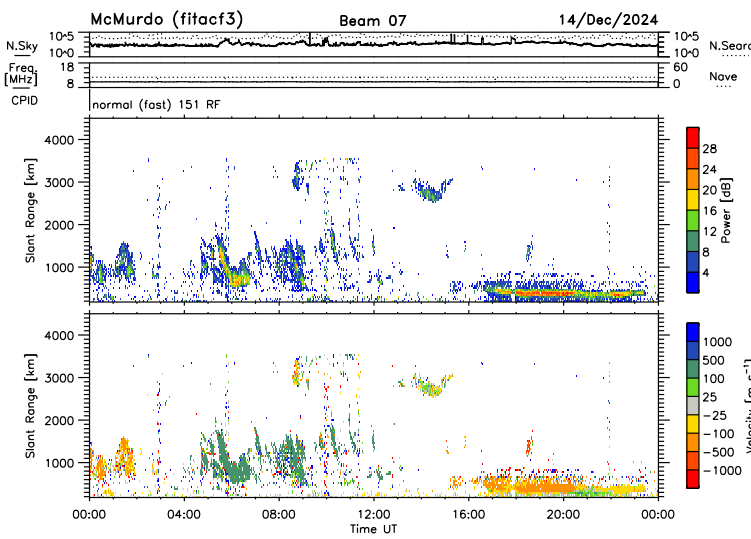 McMurdo (fitacf3) Beam 07 14/Dec/2024
N.Sky 10^5 10^0 10^5 10^0 N.Searc
Freq. [MHz] 18 8 60 0 Nave
CPID normal (fast) 151 RF
Slant Range [km] 4000 3000 2000 1000
Power [dB] 28 24 20 16 12 8 4
Slant Range [km] 4000 3000 2000 1000
Velocity [m s^-1] 1000 500 100 25 -25 -100 -500 -1000
00:00 04:00 08:00 12:00 16:00 20:00 00:00
Time UT